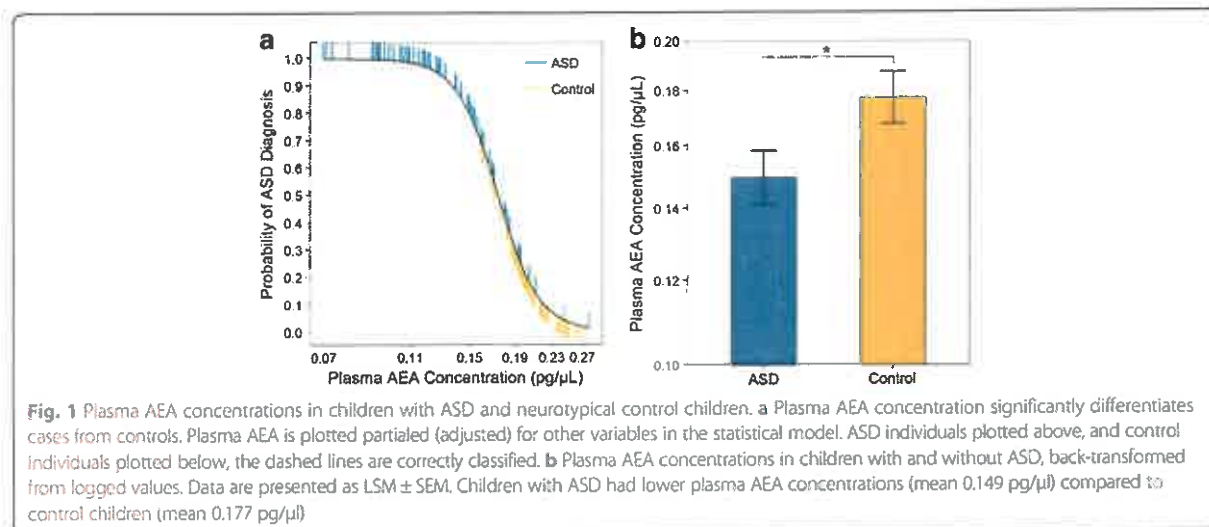 a
1.0
0.9
0.8
0.7
0.6
0.5
0.4
0.3
0.2
0.1
0.0
Probability of ASD Diagnosis
ASD
Control
0.07 0.11 0.15 0.19 0.23 0.27
Plasma AEA Concentration (pg/µL)
b
0.20
0.18
0.16
0.14
0.12
0.10
Plasma AEA Concentration (pg/µL)
*
ASD Control
Fig. 1 Plasma AEA concentrations in children with ASD and neurotypical control children. a Plasma AEA concentration significantly differentiates
cases from controls. Plasma AEA is plotted partialed (adjusted) for other variables in the statistical model. ASD individuals plotted above, and control
individuals plotted below, the dashed lines are correctly classified. b Plasma AEA concentrations in children with and without ASD, back-transformed
from logged values. Data are presented as LSM ± SEM. Children with ASD had lower plasma AEA concentrations (mean 0.149 pg/µl) compared to
control children (mean 0.177 pg/µl)